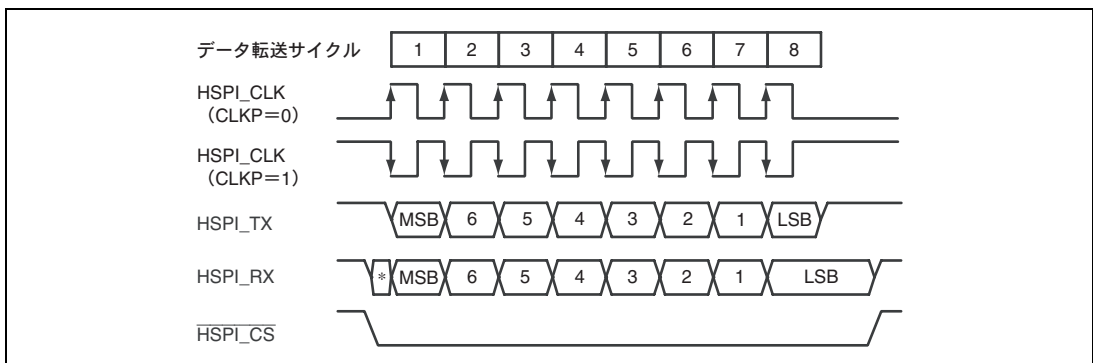 データ転送サイクル 1 2 3 4 5 6 7 8
HSPI_CLK
（CLKP＝0）
HSPI_CLK
（CLKP＝1）
HSPI_TX MSB 6 5 4 3 2 1 LSB
HSPI_RX * MSB 6 5 4 3 2 1 LSB
HSPI_CS